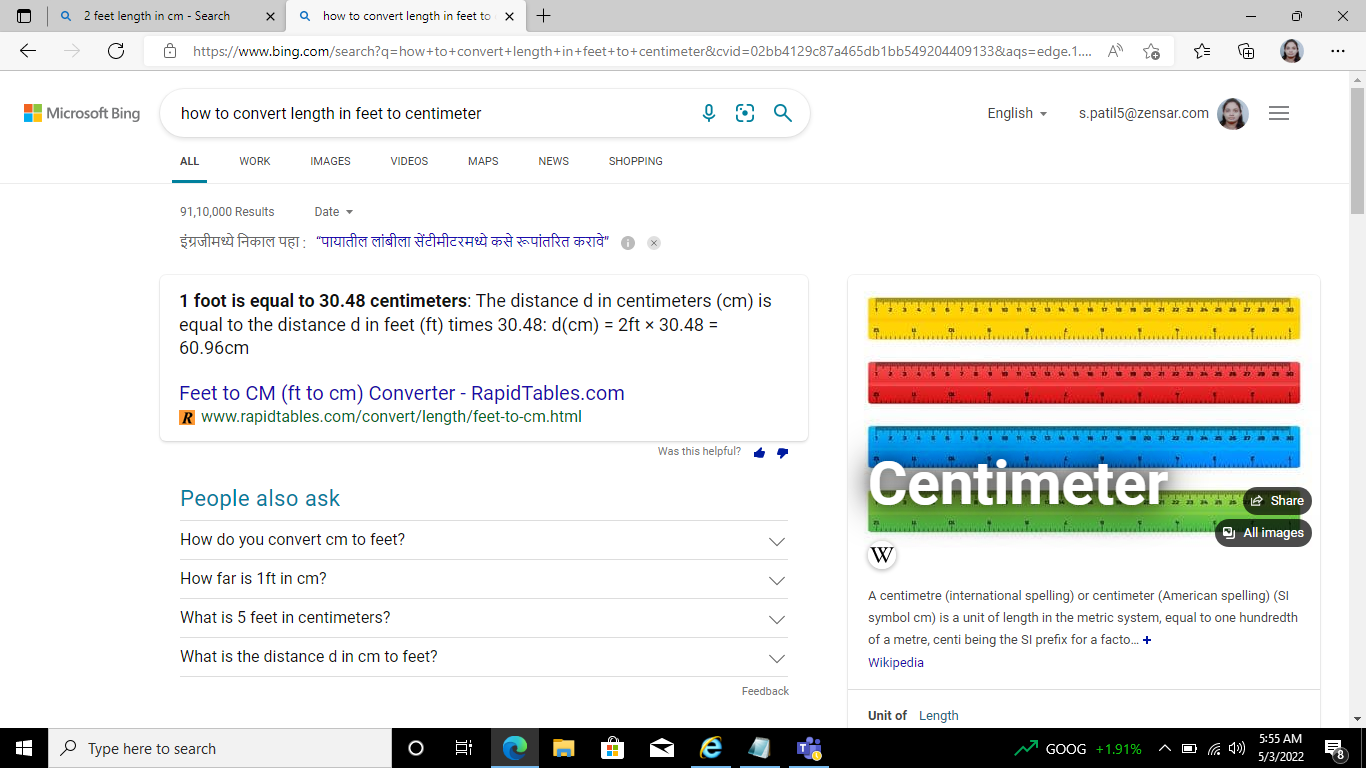 2 feet length in cm - Search
how to convert length in feet to
https://www.bing.com/search?q=how+to+convert+length+in+feet+to+centimeter&cvid=02bb4129c87a465db1bb549204409133&aqs=edge.1....
Microsoft Bing
how to convert length in feet to centimeter
English
s.patil5@zensar.com
ALL WORK IMAGES VIDEOS MAPS NEWS SHOPPING
91,10,000 Results Date
इंग्रजीमध्ये निकाल पहा : “पायातील लांबीला सेंटीमीटरमध्ये कसे रूपांतरित करावे”
1 foot is equal to 30.48 centimeters: The distance d in centimeters (cm) is
equal to the distance d in feet (ft) times 30.48: d(cm) = 2ft × 30.48 =
60.96cm
Feet to CM (ft to cm) Converter - RapidTables.com
R www.rapidtables.com/convert/length/feet-to-cm.html
Was this helpful?
People also ask
How do you convert cm to feet?
How far is 1ft in cm?
What is 5 feet in centimeters?
What is the distance d in cm to feet?
Feedback
Centimeter
Share
All images
W
A centimetre (international spelling) or centimeter (American spelling) (SI
symbol cm) is a unit of length in the metric system, equal to one hundredth
of a metre, centi being the SI prefix for a facto... +
Wikipedia
Unit of Length
Type here to search
GOOG +1.91%
5:55 AM
5/3/2022
8